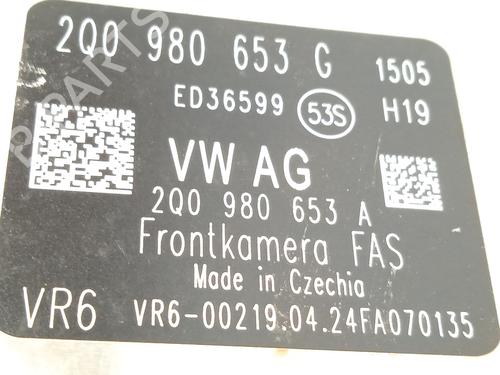 2Q0 980 653 G 1505
ED36599 53S H19
VW AG
2Q0 980 653 A
Frontkamera FAS
Made in Czechia
VR6 VR6-00219.04.24FA070135
B-PARTS